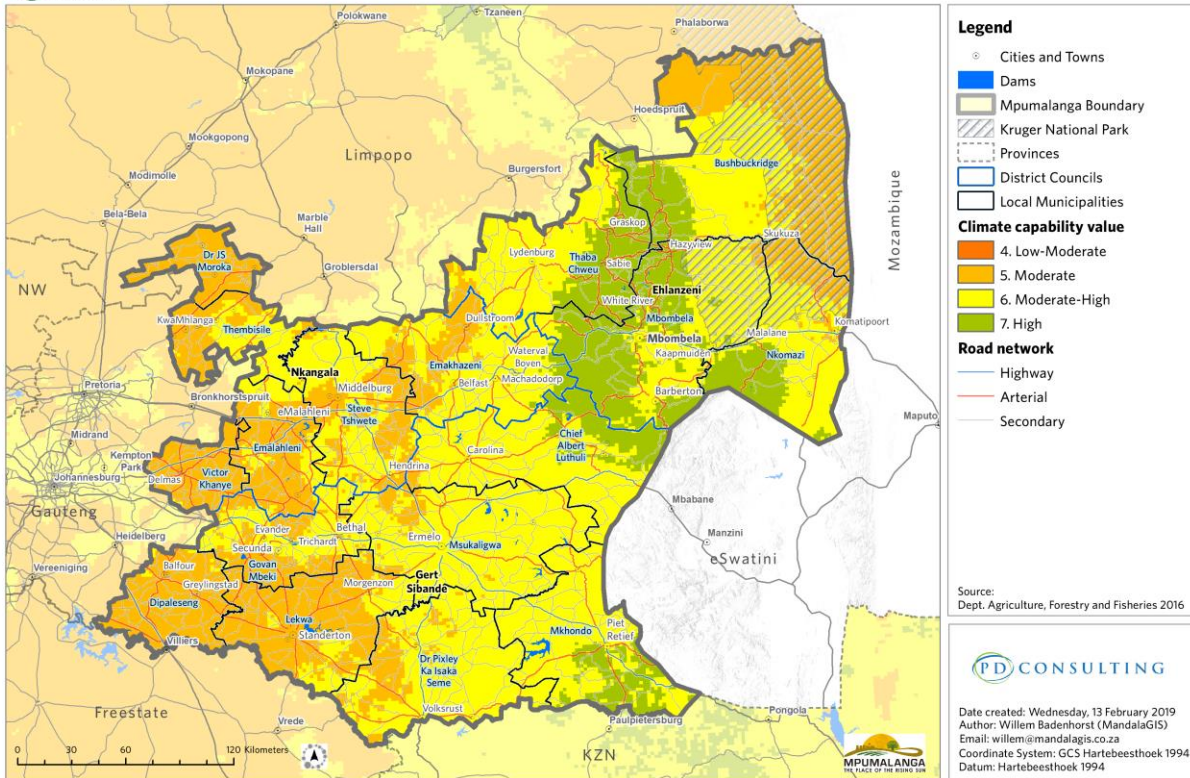 Tzaneen
Polokwane
Phalaborwa
Mokopane
Hoedspruit
Mookgopong
Limpopo
Bushbuckridge
Modimolle
Burgersfort
Mozambique
Bela-Bela
Marble
Hall
Graskop
Skukuza
Lydenburg
Hazyview
Dr JS
Moroka
Groblersdal
Thaba
Chweu
Sabie
NW
Ehlanzeni
KwaMhlanga
Thembisile
White River
Dullstroom
Mbombela
Komatipoort
Malalane
Nkangala
Emakhazeni
Waterval
Boven
Mbombela
Kaapmuiden
Nkomazi
Pretoria
Middelburg
Belfast
Machadodorp
Bronkhorstspruit
Barberton
eMalahleni
Steve
Tshwete
Maputo
Midrand
Chief
Albert
Luthuli
Emalahleni
Carolina
Kempton
Park
Johannesburg
Delmas
Victor
Khanye
Hendrina
Mbabane
Gauteng
Evander
Bethal
Ermelo
Manzini
Heidelberg
Secunda
Trichardt
Msukaligwa
eSwatini
Vereeniging
Balfour
Govan
Mbeki
Greylingstad
Morgenzon
Gert
Sibande
Dipaleseng
Lekwa
Standerton
Mkhondo
Piet
Retief
Villiers
Dr Pixley
Ka Isaka
Seme
Volksrust
Freestate
Vrede
Paulpietersburg
Pongola
KZN
0 30 60 120 Kilometers
MPUMALANGA
THE PLACE OF THE RISING SUN
Legend
Cities and Towns
Dams
Mpumalanga Boundary
Kruger National Park
Provinces
District Councils
Local Municipalities
Climate capability value
4. Low-Moderate
5. Moderate
6. Moderate-High
7. High
Road network
Highway
Arterial
Secondary
Source:
Dept. Agriculture, Forestry and Fisheries 2016
PD CONSULTING
Date created: Wednesday, 13 February 2019
Author: Willem Badenhorst (MandalaGIS)
Email: willem@mandalagis.co.za
Coordinate System: GCS Hartebeesthoek 1994
Datum: Hartebeesthoek 1994